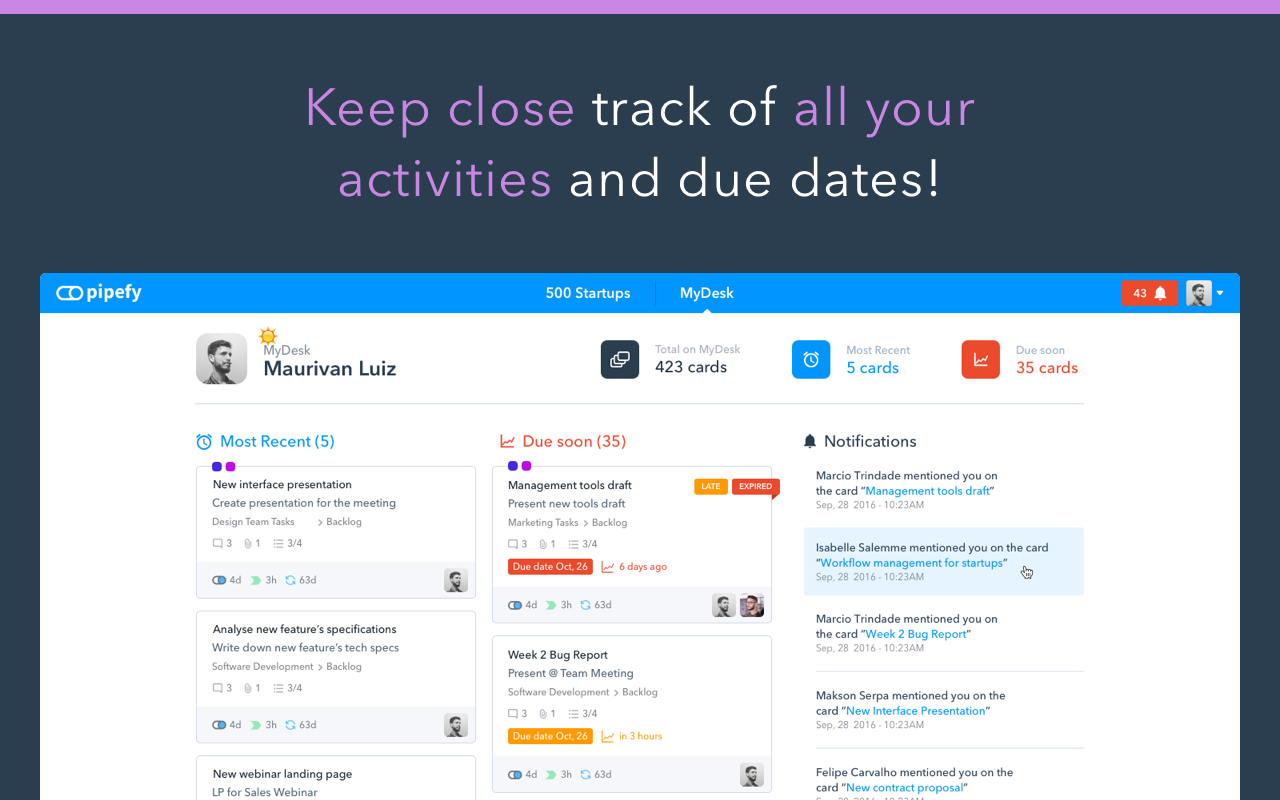 Keep close track of all your
activities and due dates!
pipefy
500 Startups
MyDesk
43
MyDesk
Maurivan Luiz
Total on MyDesk
423 cards
Most Recent
5 cards
Due soon
35 cards
Most Recent (5)
New interface presentation
Create presentation for the meeting
Design Team Tasks > Backlog
3 1 3/4
4d 3h 63d
Analyse new feature's specifications
Write down new feature's tech specs
Software Development > Backlog
3 1 3/4
4d 3h 63d
New webinar landing page
LP for Sales Webinar
Due soon (35)
Management tools draft
LATE EXPIRED
Present new tools draft
Marketing Tasks > Backlog
3 1 3/4
Due date Oct, 26 6 days ago
4d 3h 63d
Week 2 Bug Report
Present @ Team Meeting
Software Development > Backlog
3 1 3/4
Due date Oct, 26 in 3 hours
4d 3h 63d
Notifications
Marcio Trindade mentioned you on
the card “Management tools draft”
Sep, 28 2016 - 10:23AM
Isabelle Salemme mentioned you on the card
“Workflow management for startups”
Sep, 28 2016 - 10:23AM
Marcio Trindade mentioned you on
the card “Week 2 Bug Report”
Sep, 28 2016 - 10:23AM
Makson Serpa mentioned you on the
card “New Interface Presentation”
Sep, 28 2016 - 10:23AM
Felipe Carvalho mentioned you on the
card “New contract proposal”